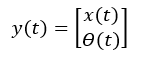 y(t) = [x(t)
θ(t)]